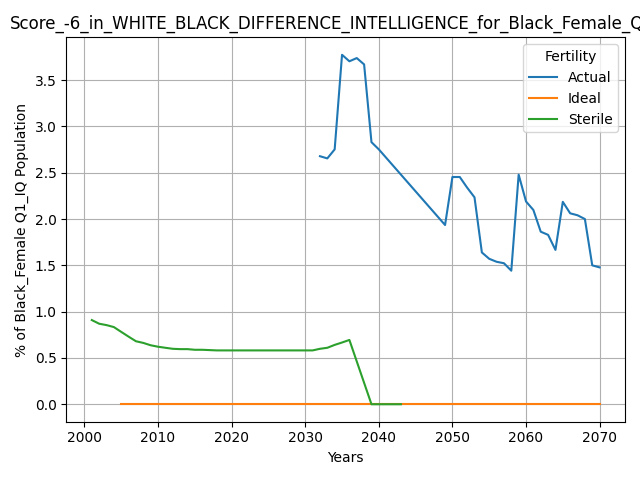 Score_-6_in_WHITE_BLACK_DIFFERENCE_INTELLIGENCE_for_Black_Female_Q
% of Black_Female Q1_IQ Population
3.5
3.0
2.5
2.0
1.5
1.0
0.5
0.0
Fertility
Actual
Ideal
Sterile
2000 2010 2020 2030 2040 2050 2060 2070
Years